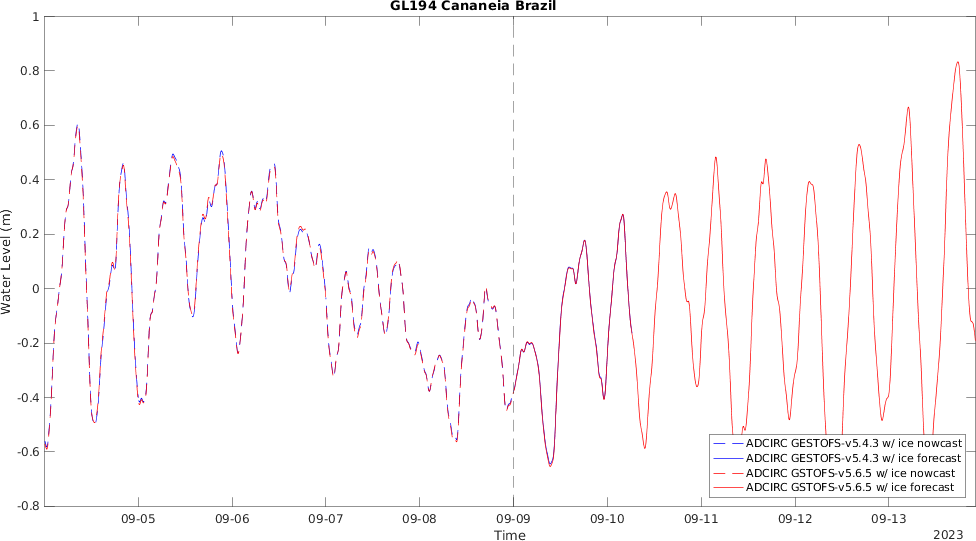 GL194 Cananeia Brazil
1
0.8
0.6
0.4
0.2
0
-0.2
-0.4
-0.6
-0.8
Water Level (m)
ADCIRC GESTOFS-v5.4.3 w/ ice nowcast
ADCIRC GESTOFS-v5.4.3 w/ ice forecast
ADCIRC GSTOFS-v5.6.5 w/ ice nowcast
ADCIRC GSTOFS-v5.6.5 w/ ice forecast
09-05 09-06 09-07 09-08 09-09 09-10 09-11 09-12 09-13
Time
2023